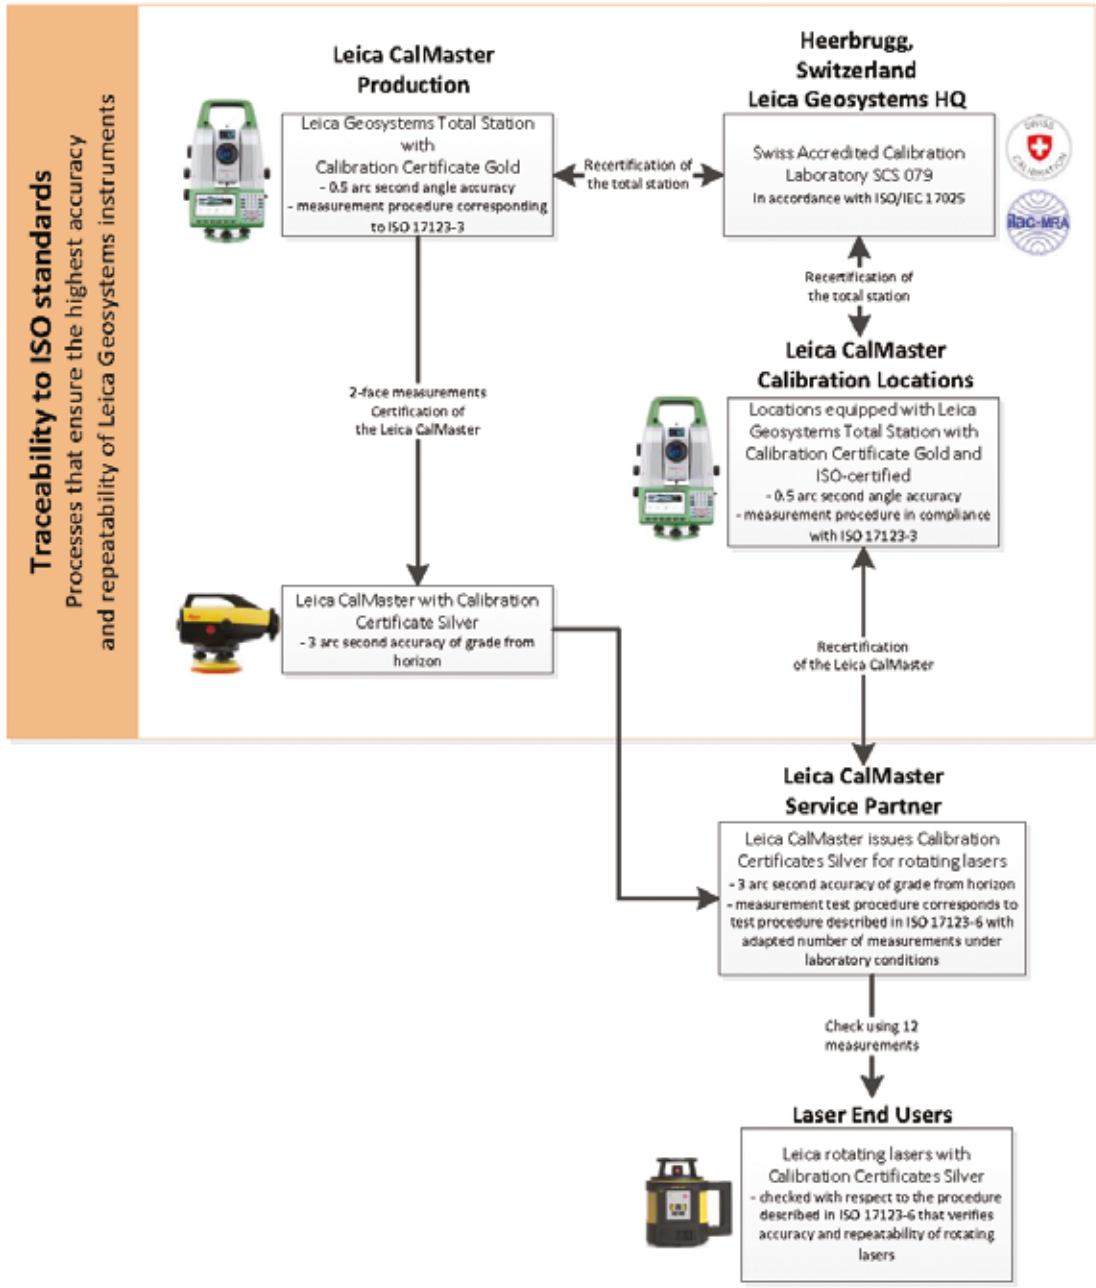 Traceability to ISO standards
Processes that ensure the highest accuracy
and repeatability of Leica Geosystems instruments
Leica CalMaster
Production
Leica Geosystems Total Station
with
Calibration Certificate Gold
- 0.5 arc second angle accuracy
- measurement procedure corresponding
to ISO 17123-3
Recertification of
the total station
Heerbrugg,
Switzerland
Leica Geosystems HQ
Swiss Accredited Calibration
Laboratory SCS 079
In accordance with ISO/IEC 17025
SWISS
CALIBRATION
ilac-MRA
Recertification of
the total station
Leica CalMaster
Calibration Locations
Locations equipped with Leica
Geosystems Total Station with
Calibration Certificate Gold and
ISO-certified
- 0.5 arc second angle accuracy
- measurement procedure in compliance
with ISO 17123-3
2-face measurements
Certification of
the Leica CalMaster
Leica CalMaster with Calibration
Certificate Silver
- 3 arc second accuracy of grade from
horizon
Recertification
of the Leica CalMaster
Leica CalMaster
Service Partner
Leica CalMaster issues Calibration
Certificates Silver for rotating lasers
- 3 arc second accuracy of grade from horizon
- measurement test procedure corresponds to
test procedure described in ISO 17123-6 with
adapted number of measurements under
laboratory conditions
Check using 12
measurements
Laser End Users
Leica rotating lasers with
Calibration Certificates Silver
- checked with respect to the procedure
described in ISO 17123-6 that verifies
accuracy and repeatability of rotating
lasers